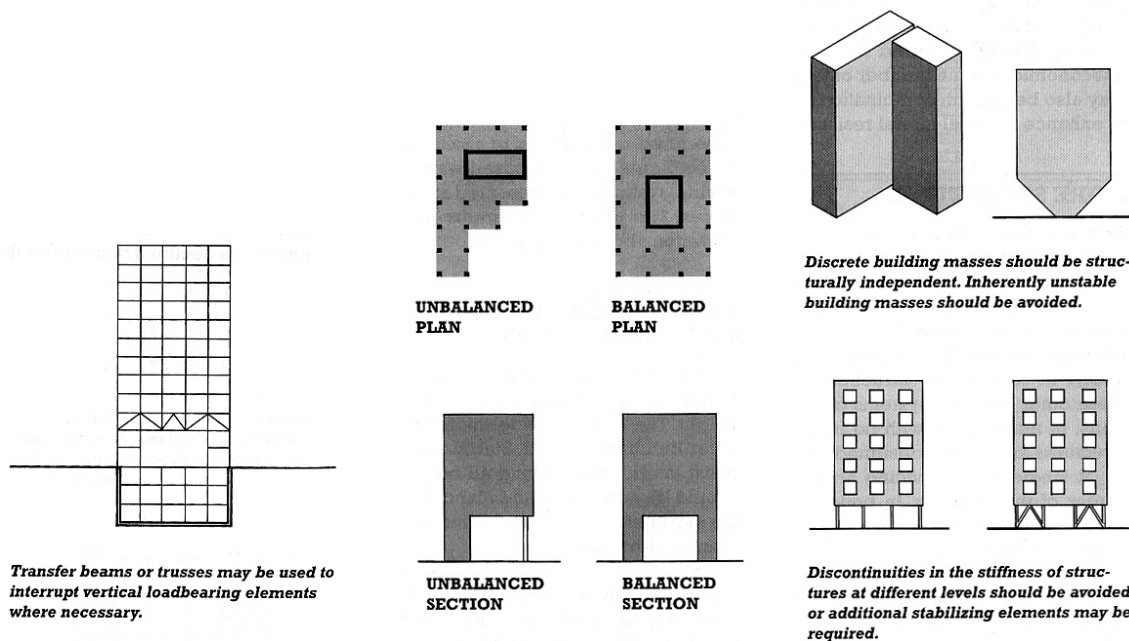 Transfer beams or trusses may be used to
interrupt vertical loadbearing elements
where necessary.
UNBALANCED
PLAN
BALANCED
PLAN
UNBALANCED
SECTION
BALANCED
SECTION
Discrete building masses should be struc-
turally independent. Inherently unstable
building masses should be avoided.
Discontinuities in the stiffness of struc-
tures at different levels should be avoided
or additional stabilizing elements may be
required.